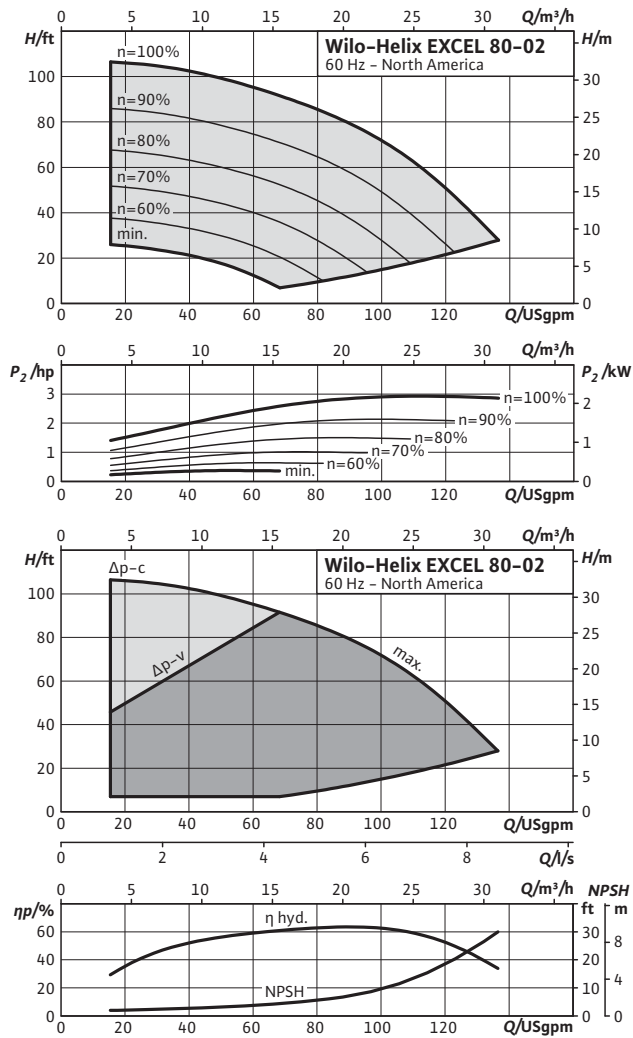 0 5 10 15 20 25 Q/m³/h
H/ft H/m
Wilo-Helix EXCEL 80-02
60 Hz - North America
n=100%
n=90%
n=80%
n=70%
n=60%
min.
100
80
60
40
20
0
30
25
20
15
10
5
0
0 20 40 60 80 100 120 Q/USgpm
0 5 10 15 20 25 Q/m³/h
P₂/hp P₂/kW
3
2
1
0
2
1
0
n=100%
n=90%
n=80%
n=70%
n=60%
min.
0 20 40 60 80 100 120 Q/USgpm
0 5 10 15 20 25 30 Q/m³/h
H/ft H/m
Wilo-Helix EXCEL 80-02
60 Hz - North America
Δp-c
Δp-v
max.
100
80
60
40
20
0
30
25
20
15
10
5
0
0 20 40 60 80 100 120 Q/USgpm
0 2 4 6 8 Q/l/s
0 5 10 15 20 25 30 Q/m³/h NPSH
ηp/% ft m
η hyd.
NPSH
60
40
20
0
30
20
10
0
8
4
0
0 20 40 60 80 100 120 Q/USgpm